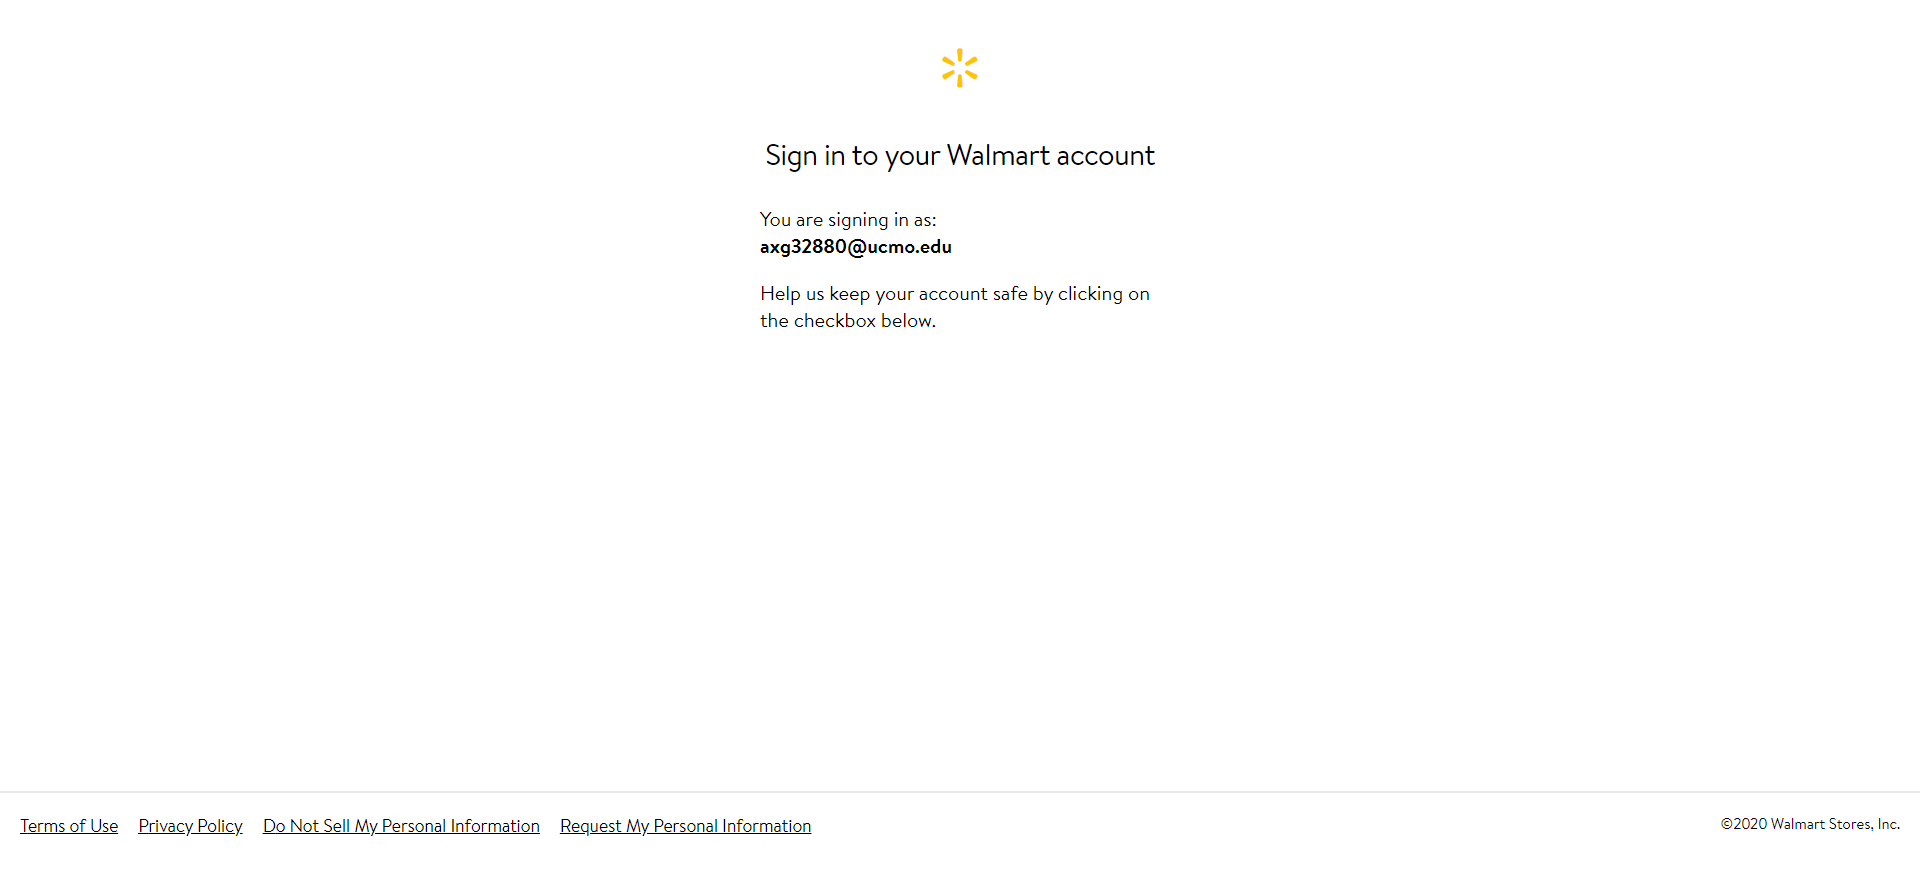 Sign in to your Walmart account
You are signing in as:
axg32880@ucmo.edu
Help us keep your account safe by clicking on
the checkbox below.
Terms of Use Privacy Policy Do Not Sell My Personal Information Request My Personal Information ©2020 Walmart Stores, Inc.